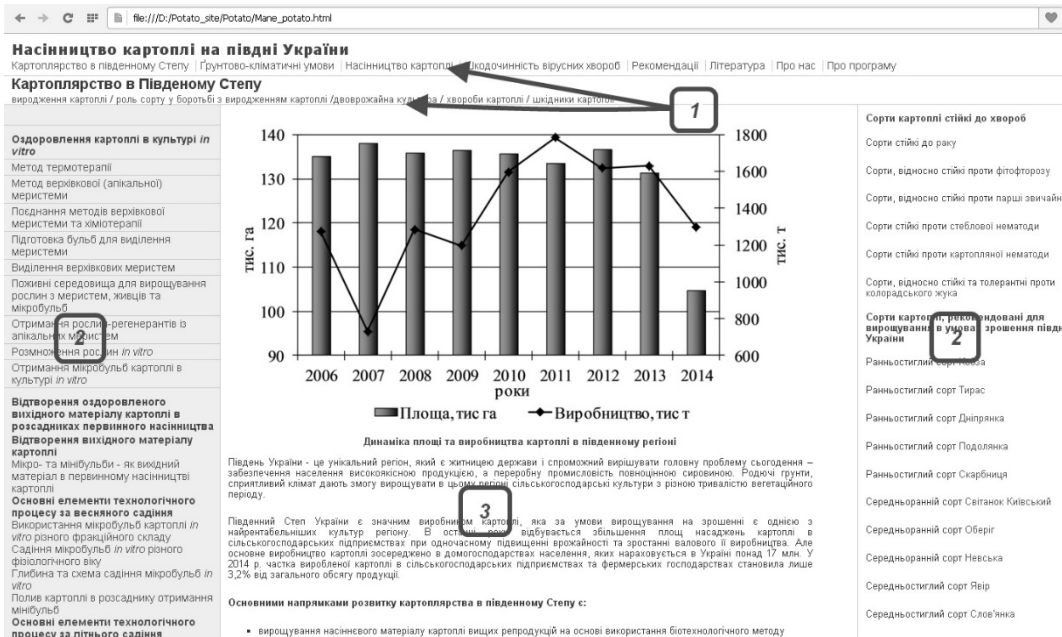 file:///D:/Potato_site/Potato/Mane_potato.html
Насінництво картоплі на півдні України
Картоплярство в південному Степу | Ґрунтово-кліматичні умови | Насінництво картоплі | Шкодочинність вірусних хвороб | Рекомендації | Література | Про нас | Про програму
Картоплярство в Південому Степу
виродження картоплі / роль сорту у боротьбі з виродженням картоплі /двоврожайна культура / хвороби картоплі / шкідники картоплі
1
Оздоровлення картоплі в культурі in
vitro
Метод термотерапії
Метод верхівкової (апікальної)
меристеми
Поєднання методів верхівкової
меристеми та хіміотерапії
Підготовка бульб для виділення
меристеми
Виділення верхівкових меристем
Поживні середовища для вирощування
рослин з меристем, живців та
мікробульб
Отримання рослин-регенерантів із
апікальних меристем
Розмноження рослин in vitro
Отримання мікробульб картоплі в
культурі in vitro
2
Відтворення оздоровленого
вихідного матеріалу картоплі в
розсадниках первинного насінництва
Відтворення вихідного матеріалу
картоплі
Мікро- та мінібульби - як вихідний
матеріал в первинному насінництві
картоплі
Основні елементи технологічного
процесу за весняного садіння
Використання мікробульб картоплі in
vitro різного фракційного складу
Садіння мікробульб in vitro різного
фізіологічного віку
Глибина та схема садіння мікробульб in
vitro
Полив картоплі в розсаднику отримання
мінібульб
Основні елементи технологічного
процесу за літнього садіння
140
130
120
110
100
90
тис. га
1800
1600
1400
1200
1000
800
600
тис. т
2006 2007 2008 2009 2010 2011 2012 2013 2014
роки
Площа, тис га Виробництво, тис т
Динаміка площі та виробництва картоплі в південному регіоні
Південь України - це унікальний регіон, який є житницею держави і спроможний вирішувати головну проблему сьогодення –
забезпечення населення високоякісною продукцією, а переробну промисловість повноцінною сировиною. Родючі ґрунти,
сприятливий клімат дають змогу вирощувати в цьому регіоні сільськогосподарські культури з різною тривалістю вегетаційного
періоду.
3
Південний Степ України є значним виробником картоплі, яка за умови вирощування на зрошенні є однією з
найрентабельніших культур регіону. В останні роки відбувається збільшення площ насаджень картоплі в
сільськогосподарських підприємствах при одночасному підвищенні врожайності та зростанні валового її виробництва. Але
основне виробництво картоплі зосереджено в домогосподарствах населення, яких нараховується в Україні понад 17 млн. У
2014 р. частка виробленої картоплі в сільськогосподарських підприємствах та фермерських господарствах становила лише
3,2% від загального обсягу продукції.
Основними напрямками розвитку картоплярства в південному Степу є:
• вирощування насіннєвого матеріалу картоплі вищих репродукцій на основі використання біотехнологічного методу
Сорти картоплі стійкі до хвороб
Сорти стійкі до раку
Сорти, відносно стійкі проти фітофторозу
Сорти, відносно стійкі проти парші звичайн
Сорти стійкі проти стеблової нематоди
Сорти стійкі проти картопляної нематоди
Сорти, відносно стійкі та толерантні проти
колорадського жука
Сорти картоплі, рекомендовані для
вирощування в умовах зрошення півдн
України
2
Ранньостиглий сорт Кобза
Ранньостиглий сорт Тирас
Ранньостиглий сорт Дніпрянка
Ранньостиглий сорт Подолянка
Ранньостиглий сорт Скарбниця
Середньоранній сорт Світанок Київський
Середньоранній сорт Оберіг
Середньоранній сорт Невська
Середньостиглий сорт Явір
Середньостиглий сорт Слов'янка